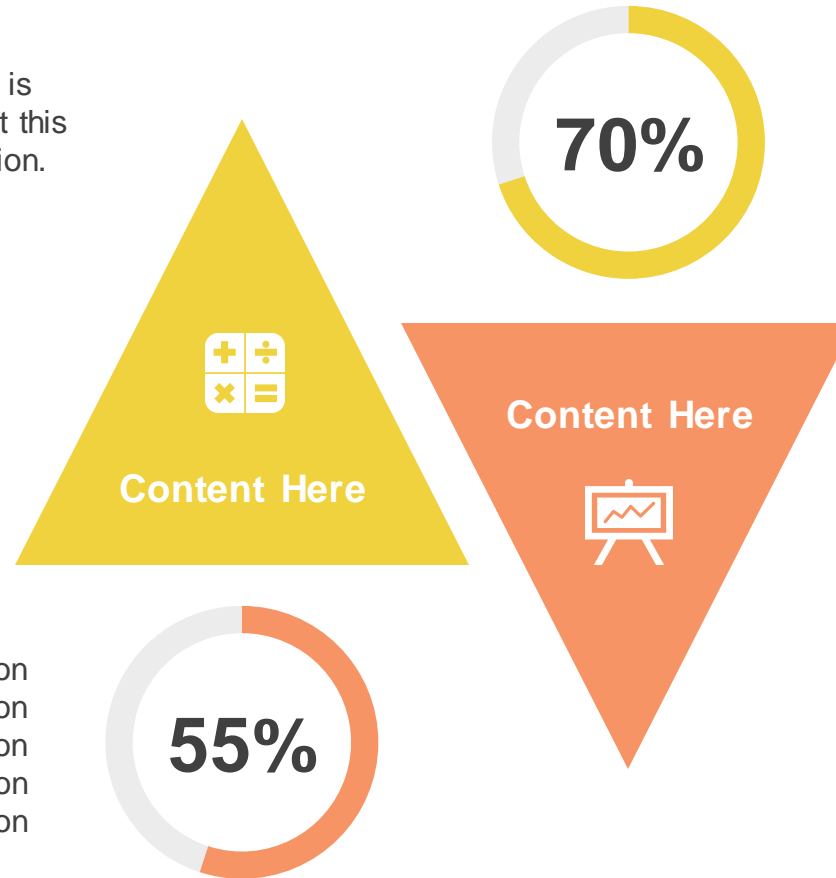 is
t this
ion.
70%
Content Here
Content Here
55%
on
on
on
on
on